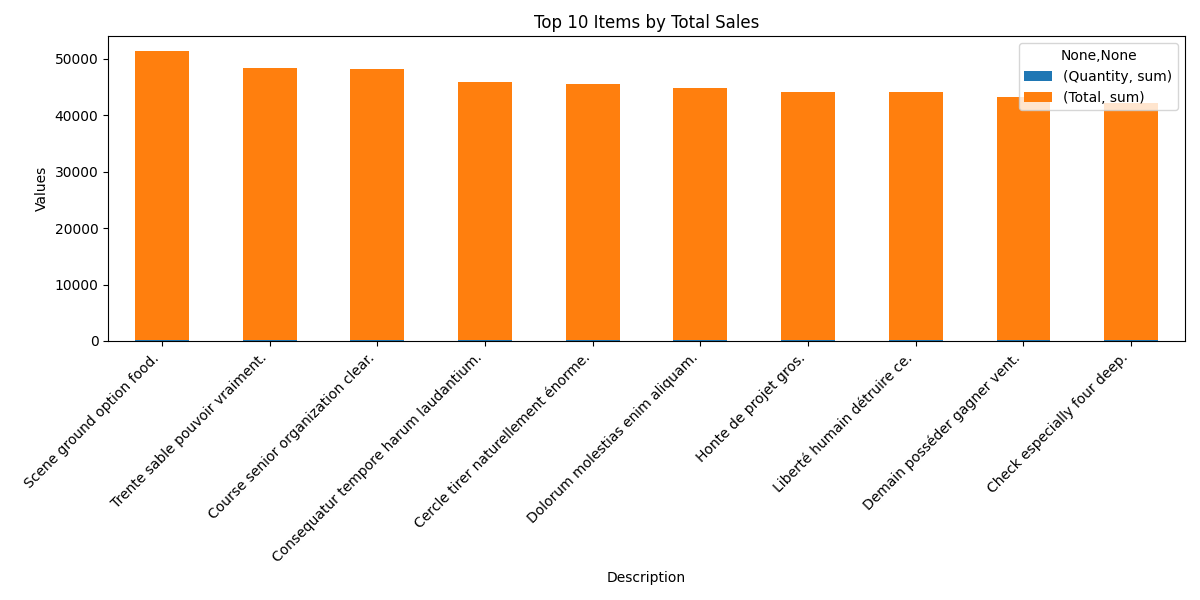 Top 10 Items by Total Sales
None,None
(Quantity, sum)
(Total, sum)
Values
50000
40000
30000
20000
10000
0
Scene ground option food.
Trente sable pouvoir vraiment.
Course senior organization clear.
Consequatur tempore harum laudantium.
Cercle tirer naturellement énorme.
Dolorum molestias enim aliquam.
Honte de projet gros.
Liberté humain détruire ce.
Demain posséder gagner vent.
Check especially four deep.
Description